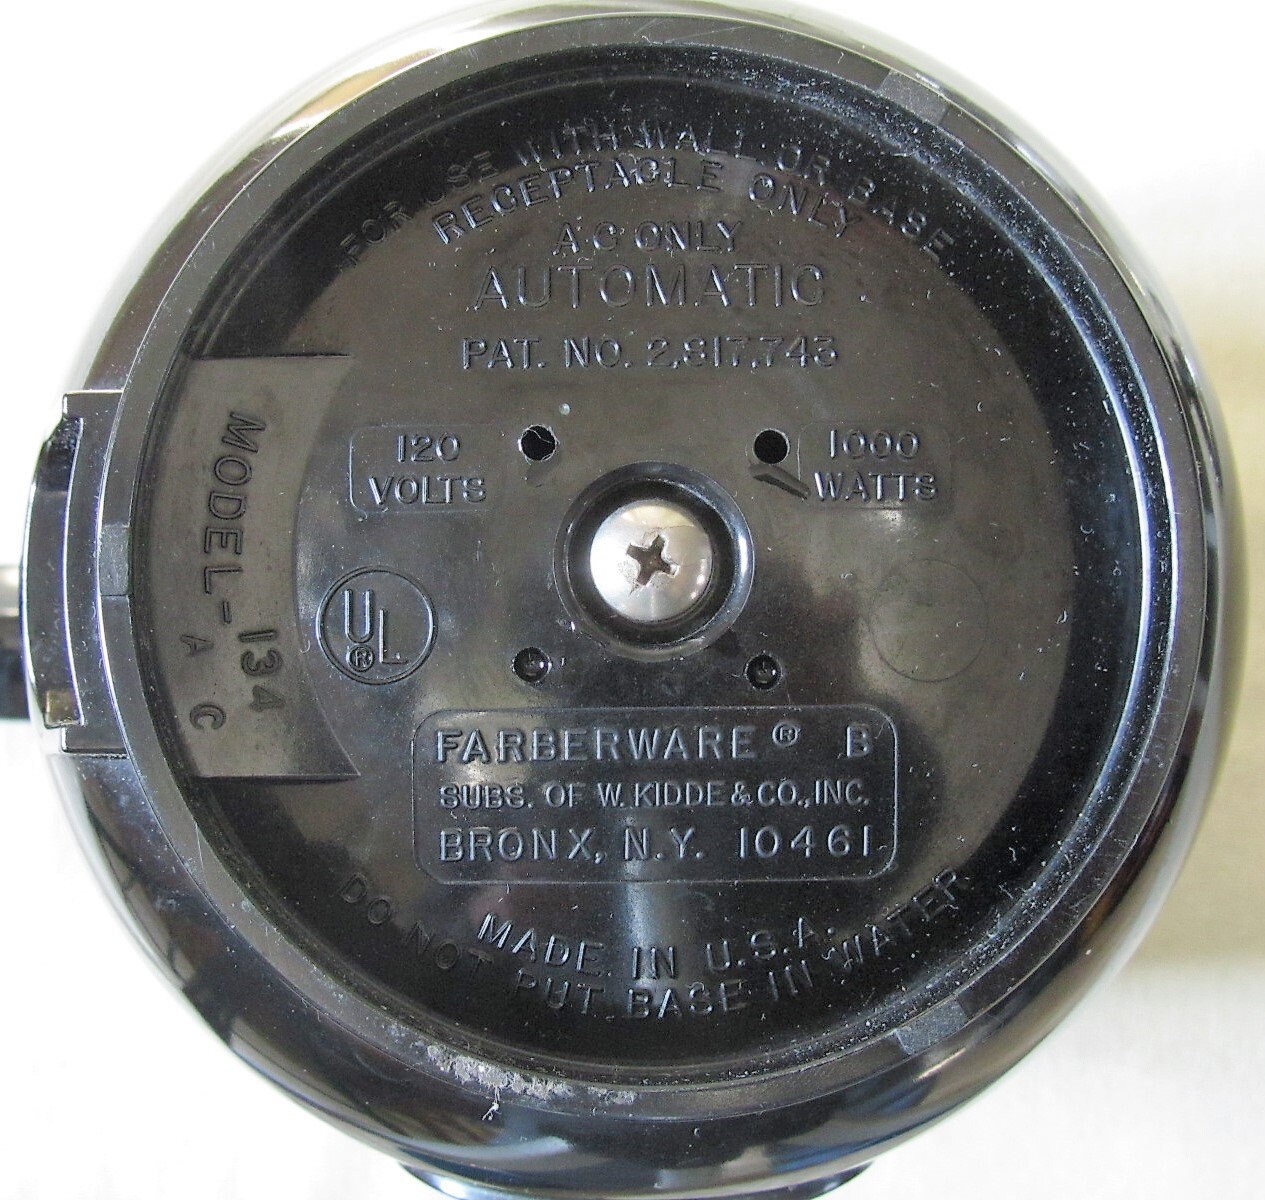 FOR USE WITH WALL OR BASE
RECEPTACLE ONLY
A.C ONLY
AUTOMATIC
PAT. NO. 2,817,743
120
VOLTS
1000
WATTS
MODEL-134
A C
UL®
FARBERWARE® B
SUBS. OF W. KIDDE & CO., INC.
BRONX, N.Y. 10461
MADE IN U.S.A.
DO NOT PUT BASE IN WATER